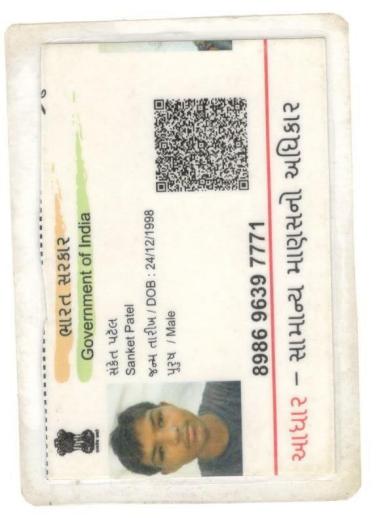 ભારત સરકાર
Government of India
સંકેત પટેલ
Sanket Patel
જન્મ તારીખ / DOB : 24/12/1998
પુરુષ / Male
8986 9639 7771
આધાર – સામાન્ય માણસનો અધિકાર